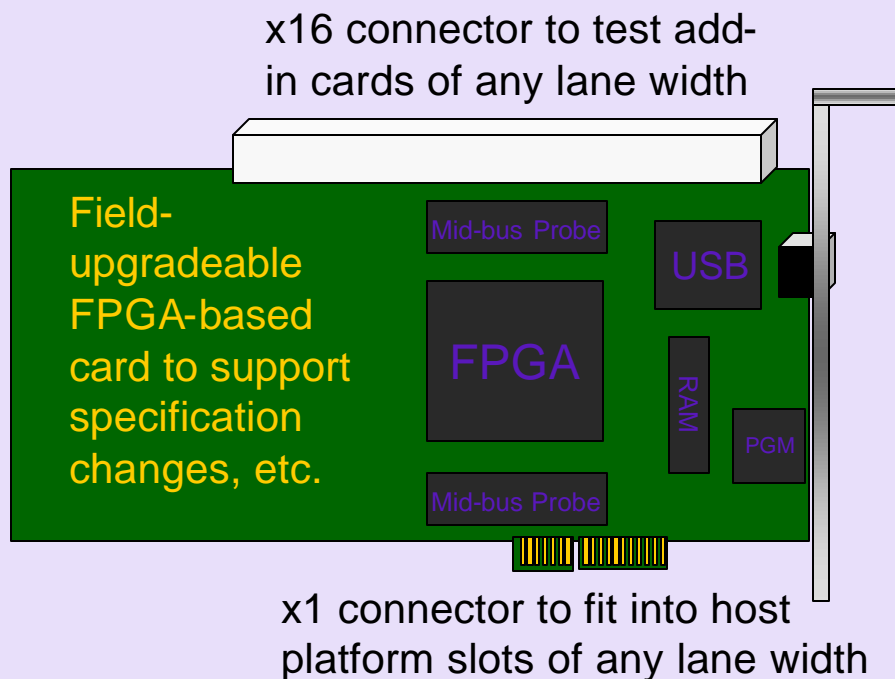 x16 connector to test add-
in cards of any lane width
Field-
upgradeable
FPGA-based
card to support
specification
changes, etc.
Mid-bus Probe
USB
FPGA
RAM
PGM
Mid-bus Probe
x1 connector to fit into host
platform slots of any lane width